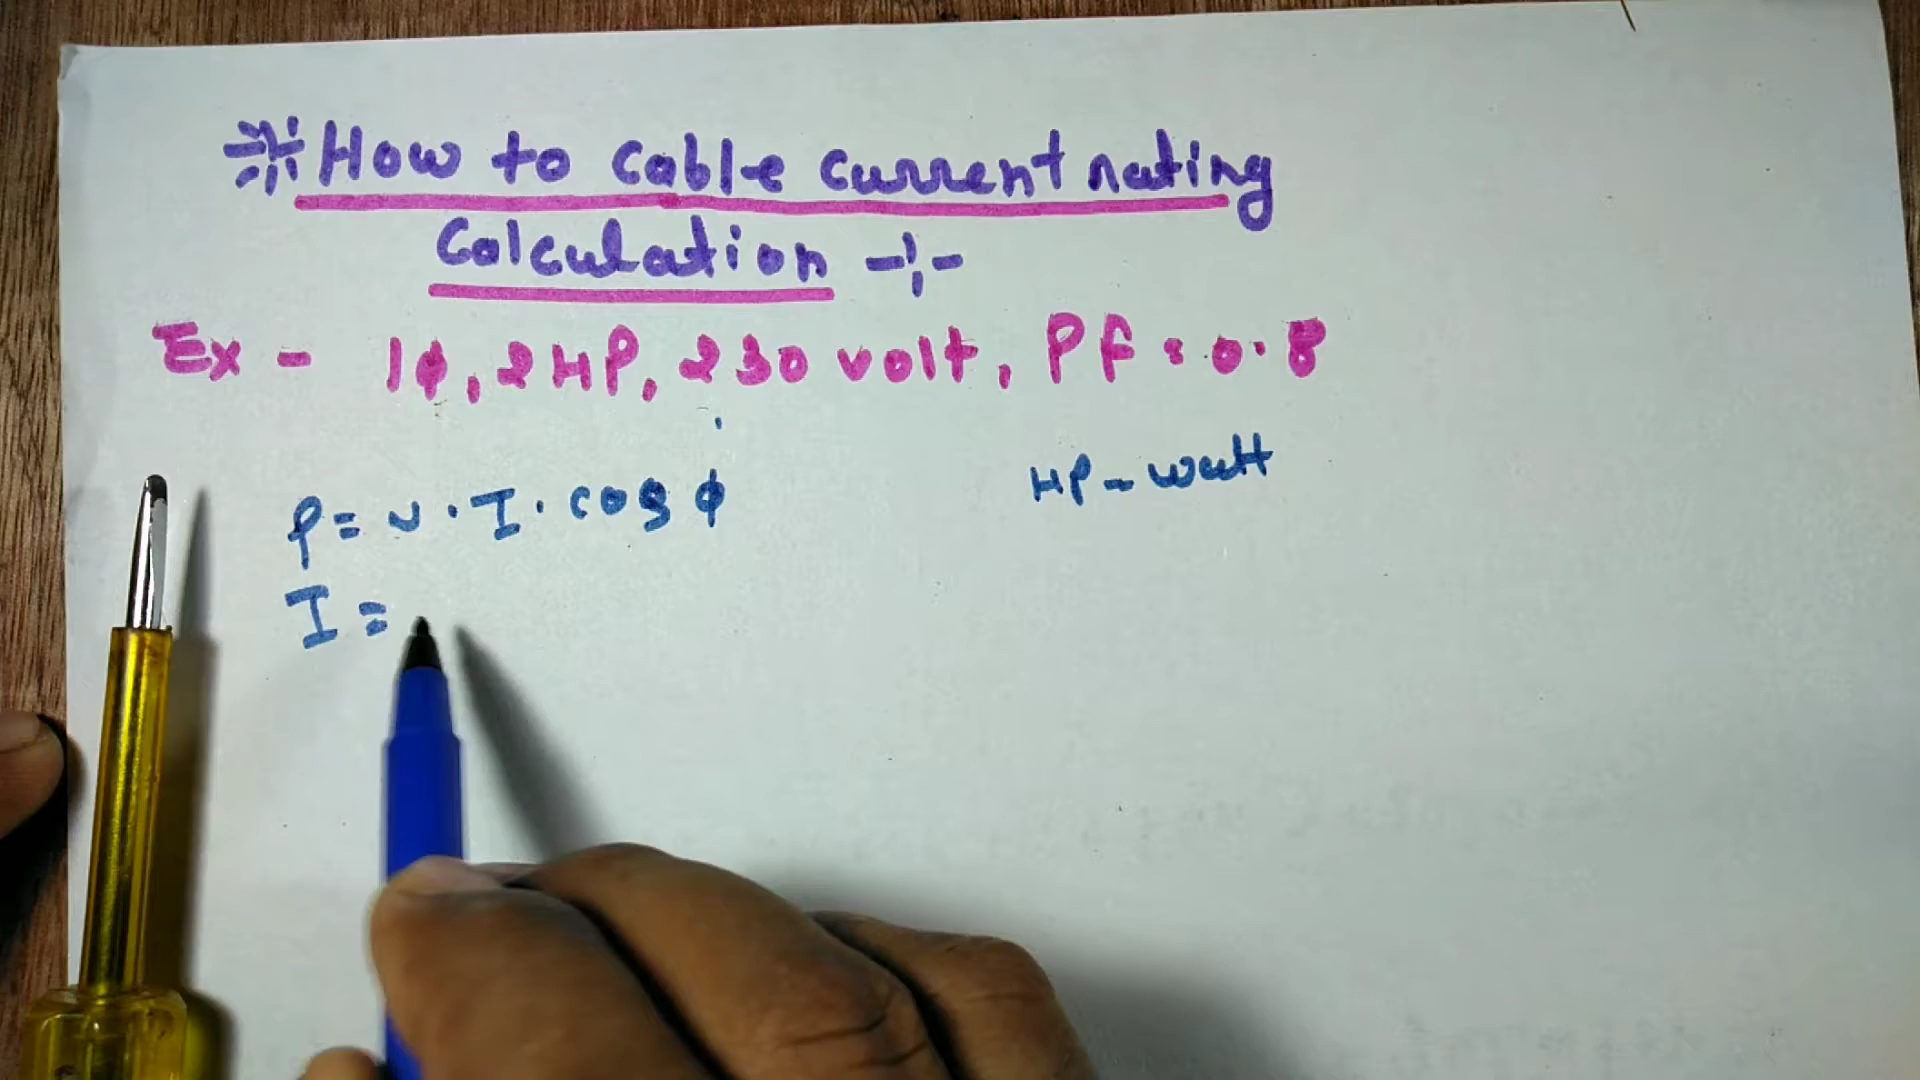 How to cable current rating
Calculation -:-
Ex - 1ϕ, 2HP, 230 volt, PF = 0.8
P = V · I · cos ϕ
HP - watt
I =